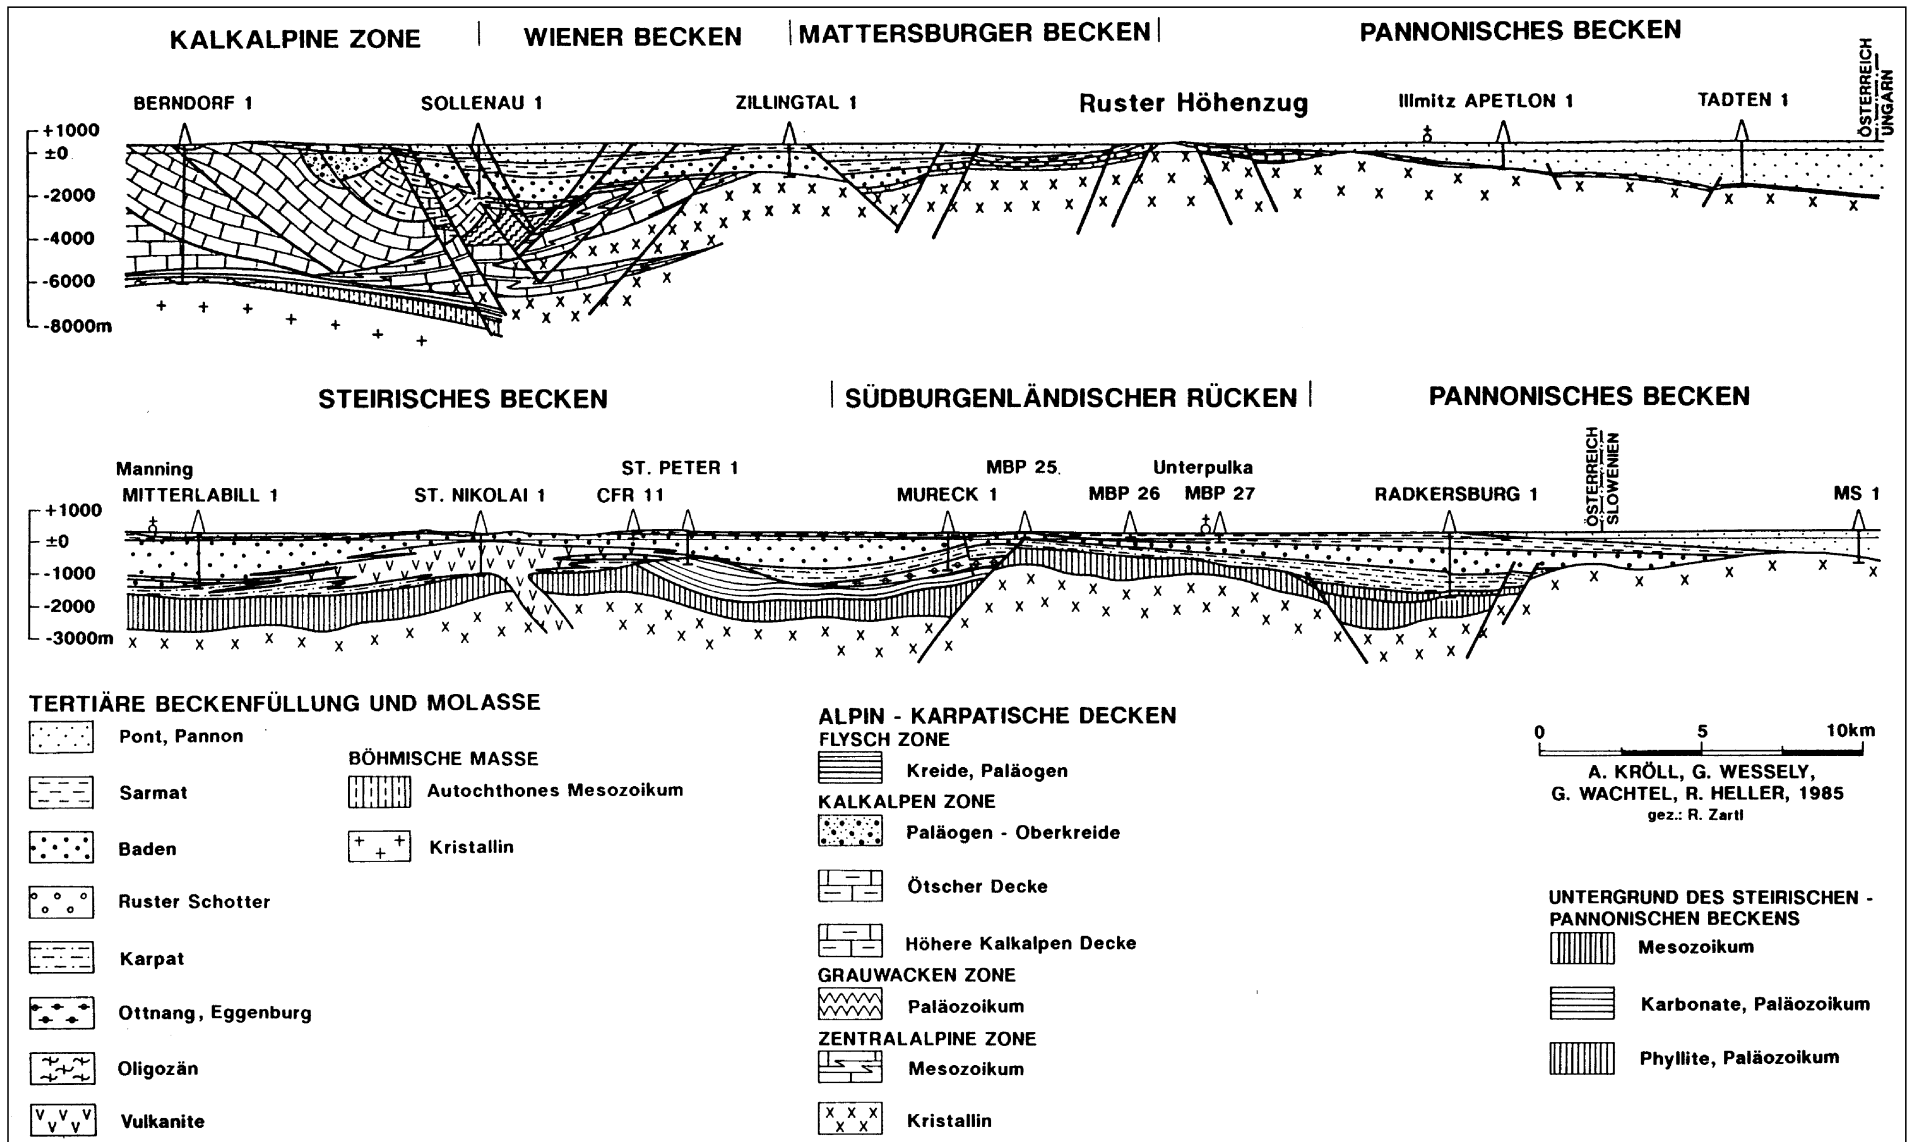 KALKALPINE ZONE | WIENER BECKEN | MATTERSBURGER BECKEN | PANNONISCHES BECKEN
BERNDORF 1 SOLLENAU 1 ZILLINGTAL 1 Ruster Höhenzug Illmitz APETLON 1 TADTEN 1
ÖSTERREICH
UNGARN
+1000
±0
-2000
-4000
-6000
-8000m
STEIRISCHES BECKEN | SÜDBURGENLÄNDISCHER RÜCKEN | PANNONISCHES BECKEN
ÖSTERREICH
SLOWENIEN
Manning ST. PETER 1 MBP 25 Unterpulka
MITTERLABILL 1 ST. NIKOLAI 1 CFR 11 MURECK 1 MBP 26 MBP 27 RADKERSBURG 1 MS 1
+1000
±0
-1000
-2000
-3000m
TERTIÄRE BECKENFÜLLUNG UND MOLASSE
Pont, Pannon
Sarmat
Baden
Ruster Schotter
Karpat
Ottnang, Eggenburg
Oligozän
Vulkanite
BÖHMISCHE MASSE
Autochthones Mesozoikum
Kristallin
ALPIN - KARPATISCHE DECKEN
FLYSCH ZONE
Kreide, Paläogen
KALKALPEN ZONE
Paläogen - Oberkreide
Ötscher Decke
Höhere Kalkalpen Decke
GRAUWACKEN ZONE
Paläozoikum
ZENTRALALPINE ZONE
Mesozoikum
Kristallin
0 5 10km
A. KRÖLL, G. WESSELY,
G. WACHTEL, R. HELLER, 1985
gez.: R. Zartl
UNTERGRUND DES STEIRISCHEN -
PANNONISCHEN BECKENS
Mesozoikum
Karbonate, Paläozoikum
Phyllite, Paläozoikum